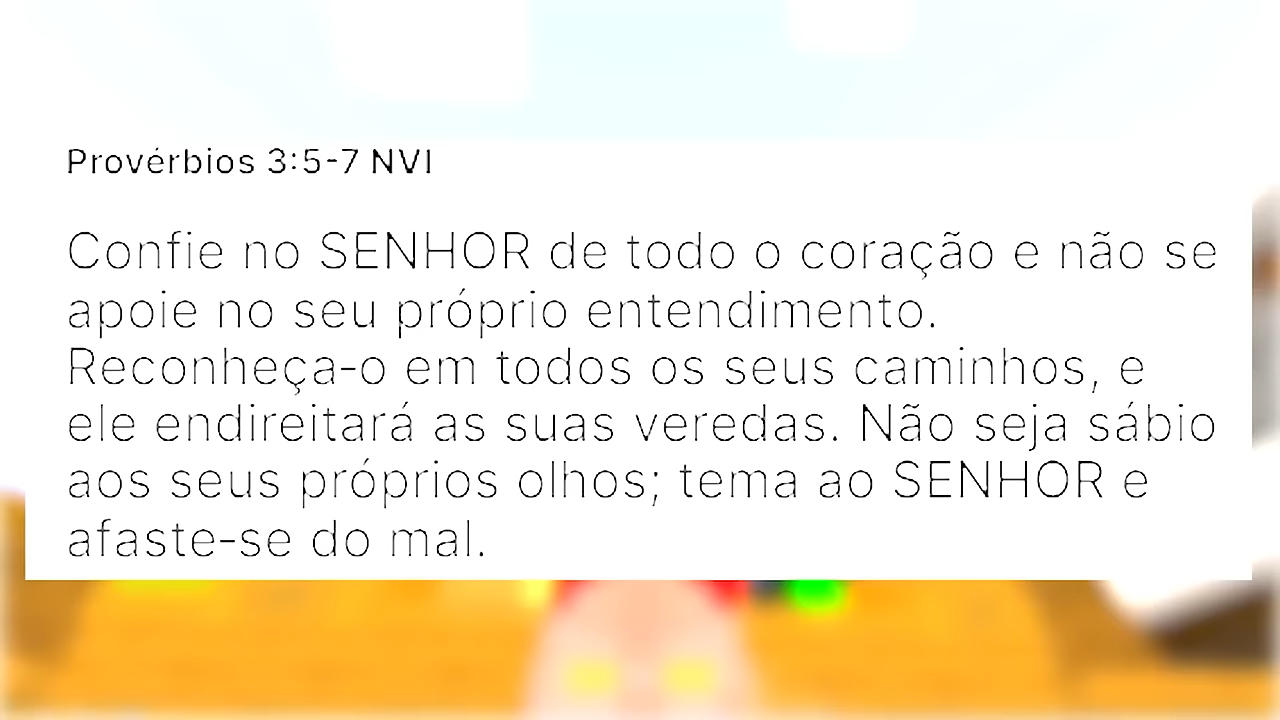 Provérbios 3:5-7 NVI
Confie no SENHOR de todo o coração e não se
apoie no seu próprio entendimento.
Reconheça-o em todos os seus caminhos, e
ele endireitará as suas veredas. Não seja sábio
aos seus próprios olhos; tema ao SENHOR e
afaste-se do mal.